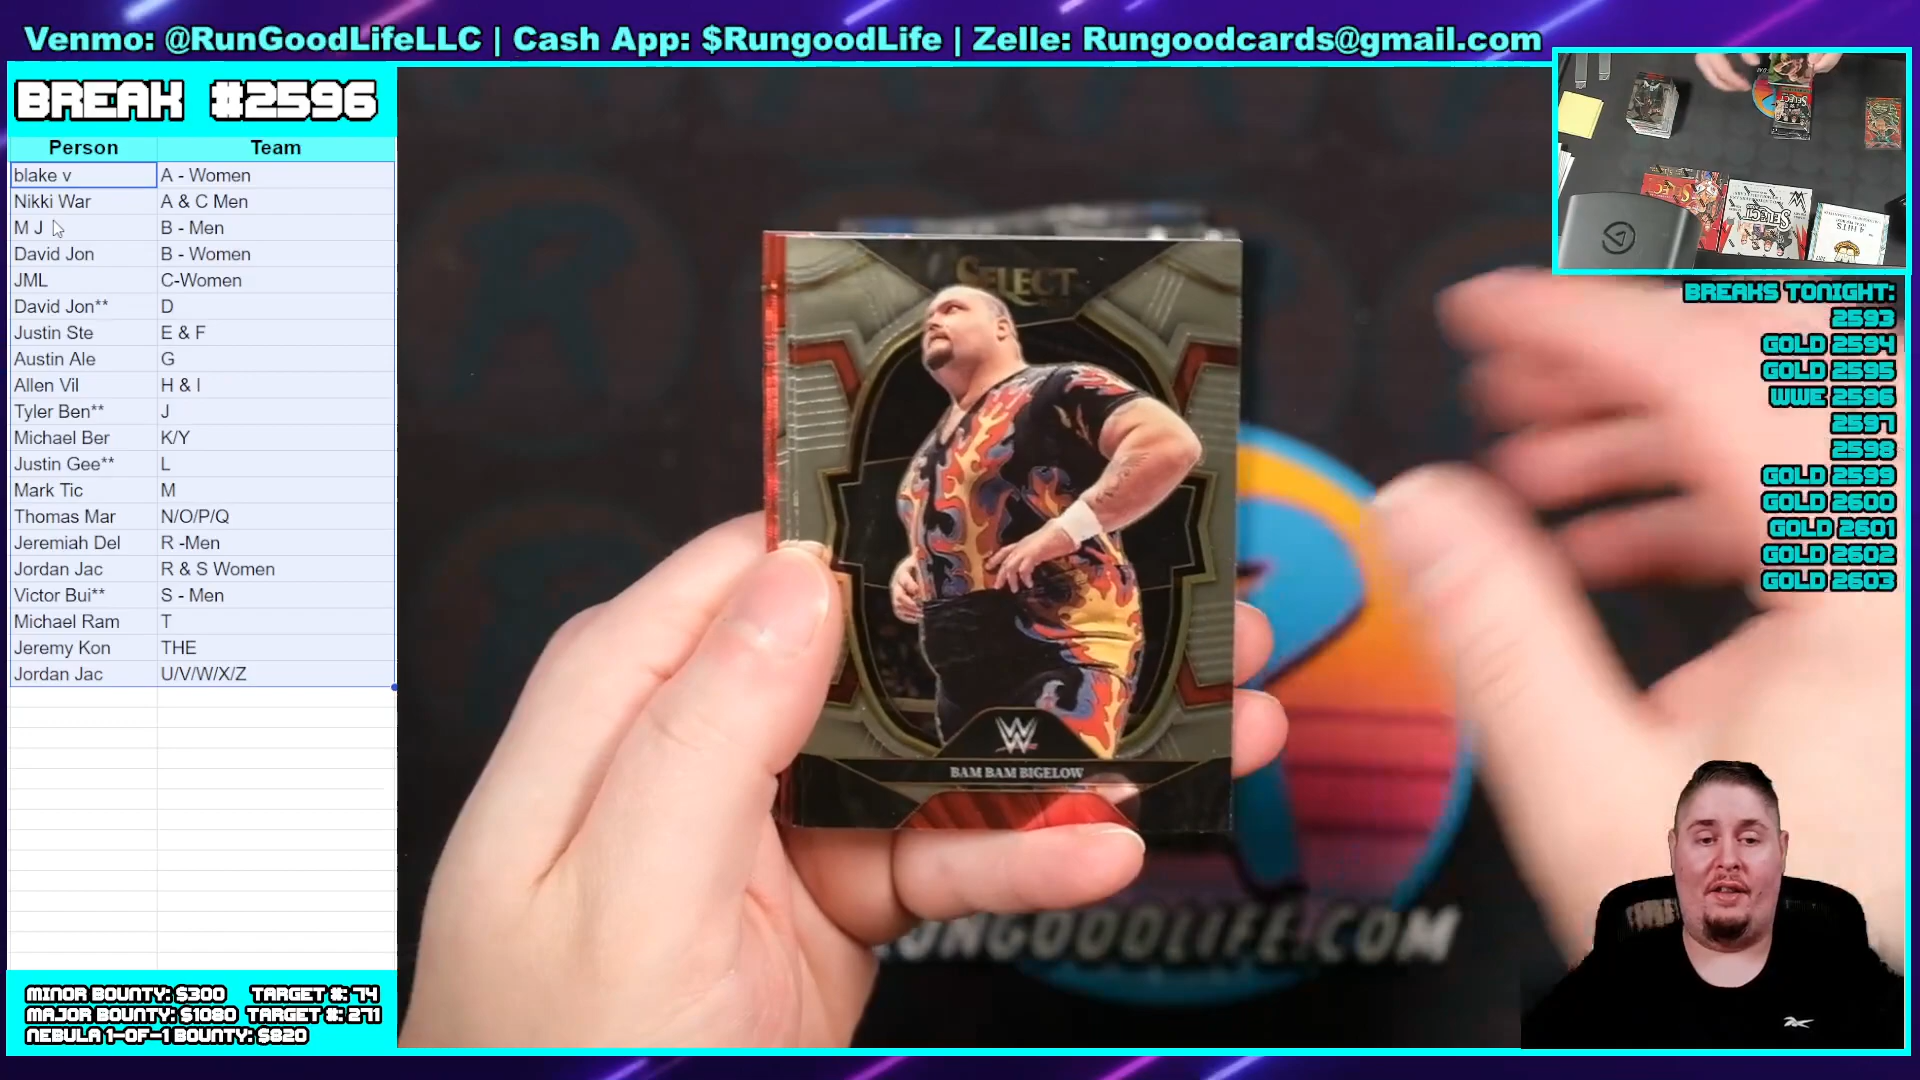 Venmo: @RunGoodLifeLLC | Cash App: $RungoodLife | Zelle: Rungoodcards@gmail.com
BREAK #2596
Person Team
blake v A - Women
Nikki War A & C Men
M J B - Men
David Jon B - Women
JML C-Women
David Jon** D
Justin Ste E & F
Austin Ale G
Allen Vil H & I
Tyler Ben** J
Michael Ber K/Y
Justin Gee** L
Mark Tic M
Thomas Mar N/O/P/Q
Jeremiah Del R -Men
Jordan Jac R & S Women
Victor Bui** S - Men
Michael Ram T
Jeremy Kon THE
Jordan Jac U/V/W/X/Z
MINOR BOUNTY: $300 TARGET #: 74
MAJOR BOUNTY: $1080 TARGET #: 271
NEBULA 1-OF-1 BOUNTY: $820
SELECT
W
BAM BAM BIGELOW
RUNGOODLIFE.COM
SELECT
SELECT
4 HITS
BREAKS TONIGHT:
2593
GOLD 2594
GOLD 2595
WWE 2596
2597
2598
GOLD 2599
GOLD 2600
GOLD 2601
GOLD 2602
GOLD 2603